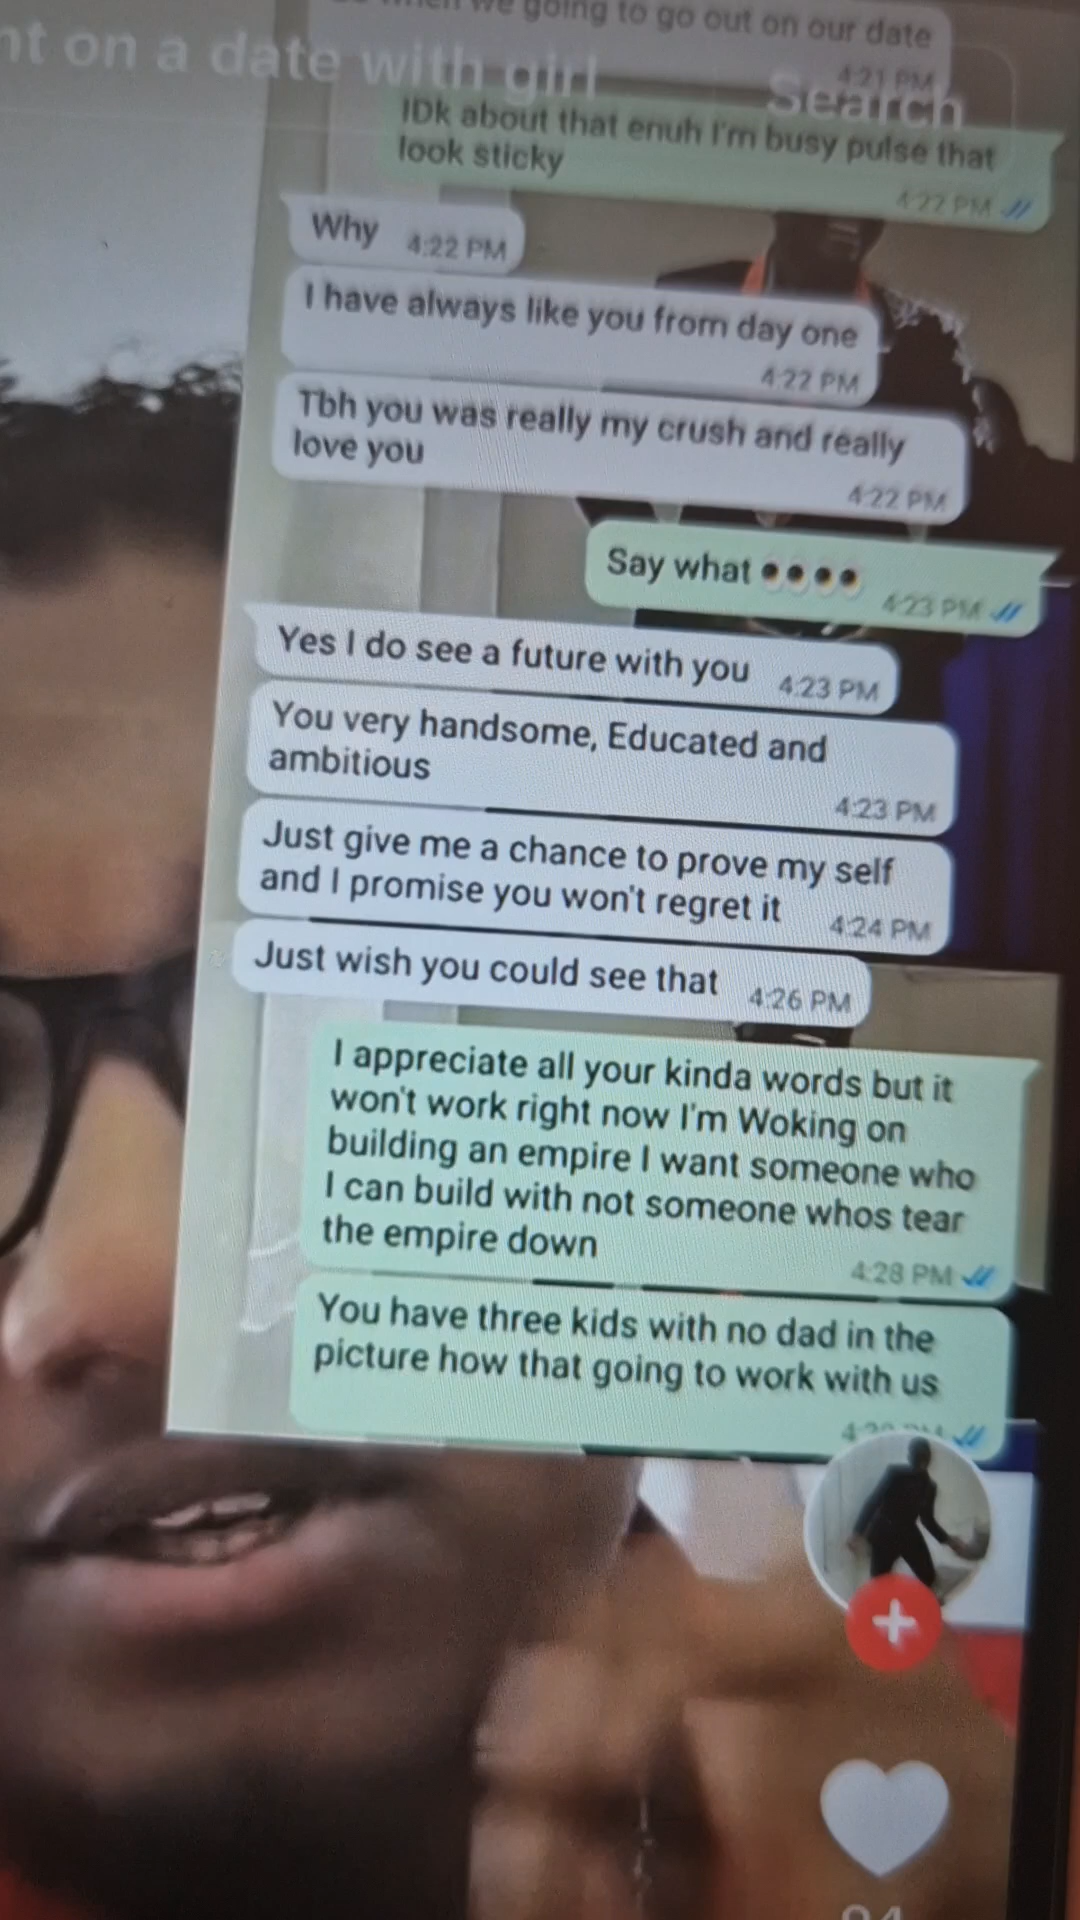 we going to go out on our date
4:21 PM
nt on a date with girl
Search
IDk about that enuh I'm busy pulse that
look sticky
4:22 PM
Why 4:22 PM
I have always like you from day one
4:22 PM
Tbh you was really my crush and really
love you
4:22 PM
Say what 👀👀
4:23 PM
Yes I do see a future with you 4:23 PM
You very handsome, Educated and
ambitious
4:23 PM
Just give me a chance to prove my self
and I promise you won't regret it 4:24 PM
Just wish you could see that 4:26 PM
I appreciate all your kinda words but it
won't work right now I'm Woking on
building an empire I want someone who
I can build with not someone whos tear
the empire down
4:28 PM
You have three kids with no dad in the
picture how that going to work with us